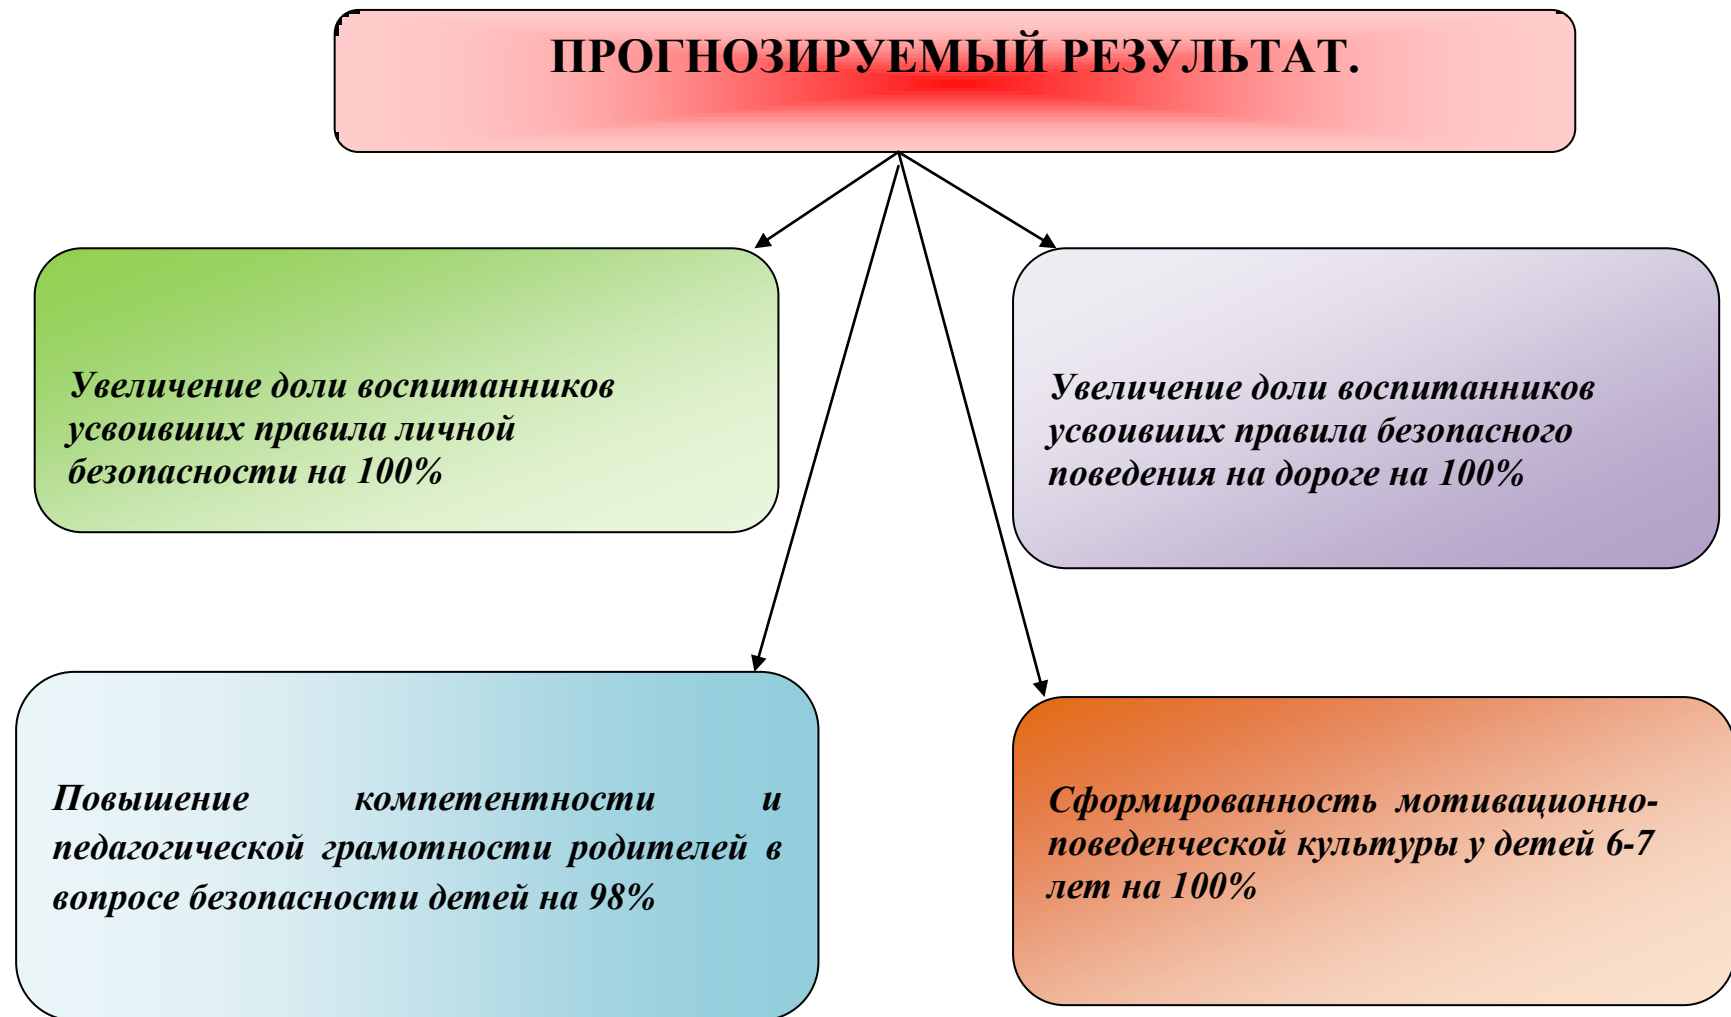 ПРОГНОЗИРУЕМЫЙ РЕЗУЛЬТАТ.
Увеличение доли воспитанников
усвоивших правила личной
безопасности на 100%
Увеличение доли воспитанников
усвоивших правила безопасного
поведения на дороге на 100%
Повышение компетентности и
педагогической грамотности родителей в
вопросе безопасности детей на 98%
Сформированность мотивационно-
поведенческой культуры у детей 6-7
лет на 100%